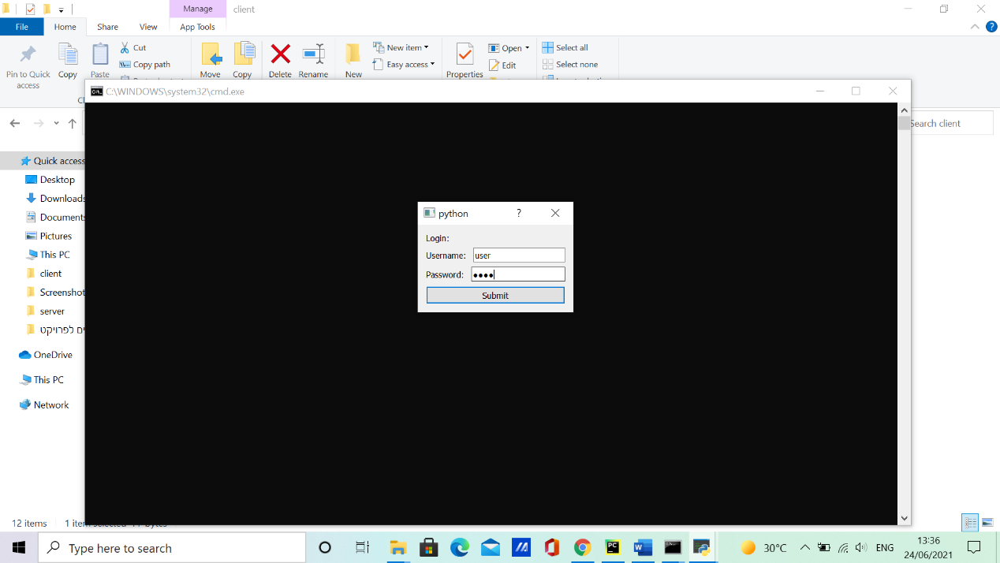 Manage
client
File
Home
Share
View
App Tools
Pin to Quick
access
Copy
Paste
Cut
Copy path
Move
Copy
Delete
Rename
New
New item
Easy access
Properties
Open
Edit
Select all
Select none
C:\WINDOWS\system32\cmd.exe
Search client
Quick access
Desktop
Downloads
Documents
Pictures
This PC
client
Screenshot
server
ים לפרויקט
OneDrive
This PC
Network
python
?
Login:
Username: user
Password: ••••
Submit
12 items
1 item selected
Type here to search
PC
W
30°C
ENG
13:36
24/06/2021